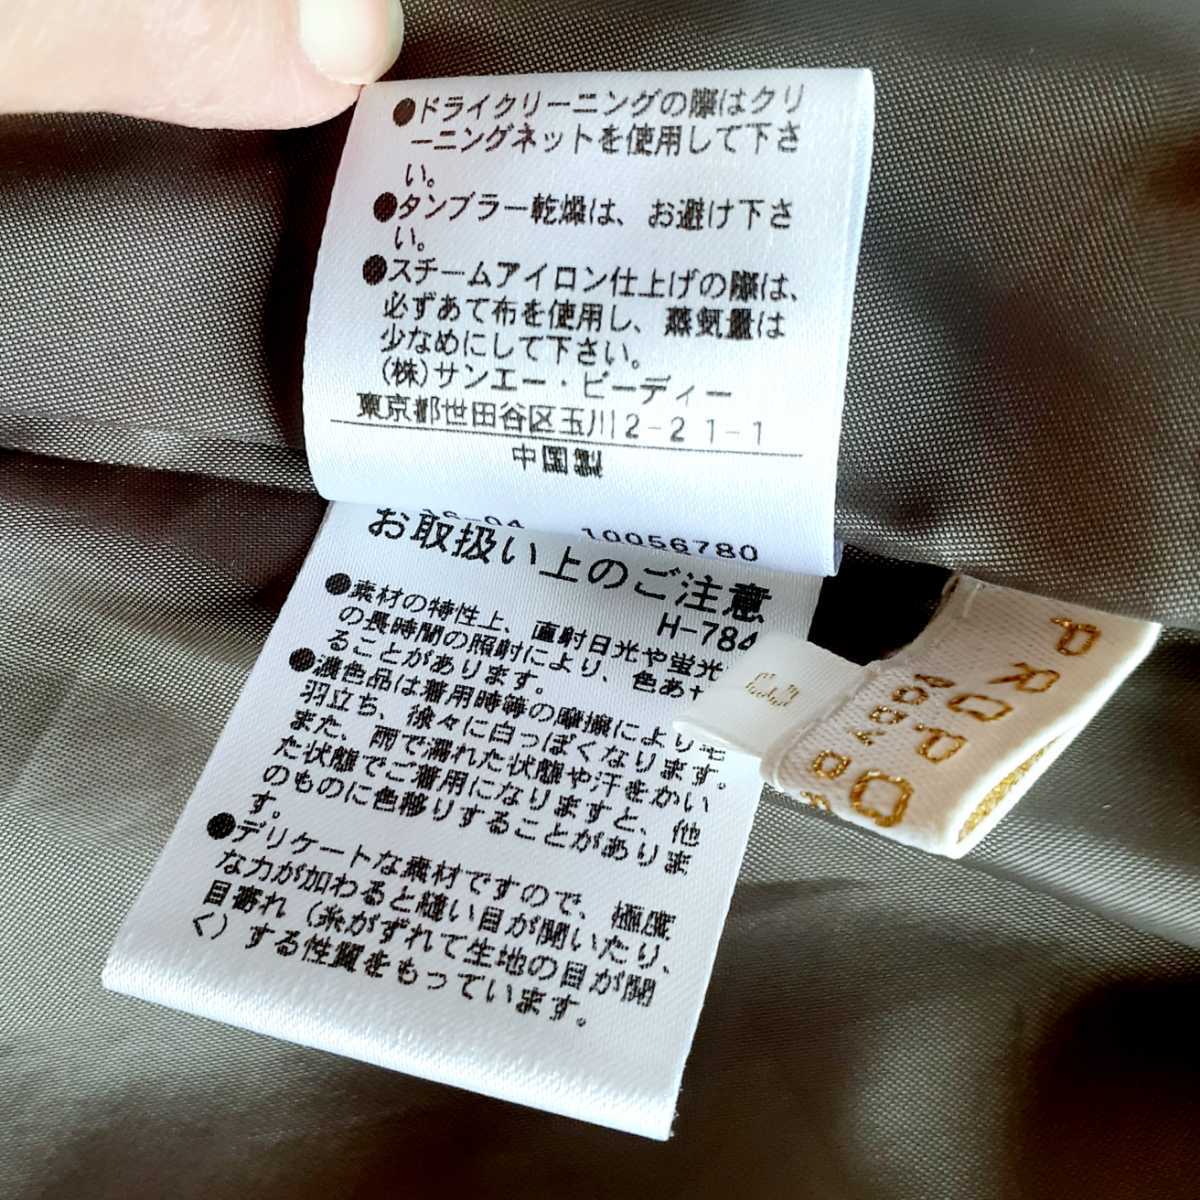 ●ドライクリーニングの際はクリ
ーニングネットを使用して下さ
い。
●タンブラー乾燥は、お避け下さ
い。
●スチームアイロン仕上げの際は、
必ずあて布を使用し、蒸気量は
少なめにして下さい。
(株)サンエー・ビーディー
東京都世田谷区玉川2-21-1
中国製
10056780
お取扱い上のご注意
H-784
●素材の特性上、直射日光や蛍光
の長時間の照射により、色あせ
ることがあります。
●濃色品は着用時等の摩擦により毛
羽立ち、徐々に白っぽくなります。
また、雨で濡れた状態や汗をかい
た状態でご着用になりますと、他
のものに色移りすることがありま
す。
●デリケートな素材ですので、極度
な力が加わると縫い目が開いたり、
目寄れ（糸がずれて生地の目が開
く）する性質をもっています。
PROPO